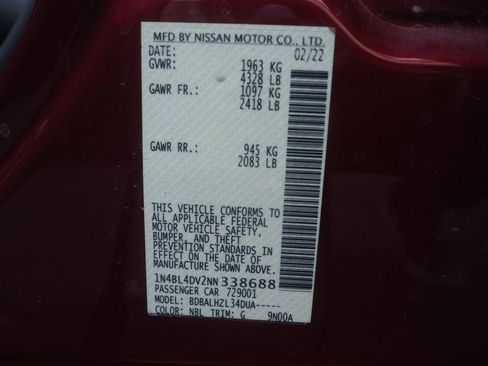 MFD BY NISSAN MOTOR CO., LTD.
DATE: 02/22
GVWR: 1963 KG
4328 LB
GAWR FR.: 1097 KG
2418 LB
GAWR RR.: 945 KG
2083 LB
THIS VEHICLE CONFORMS TO
ALL APPLICABLE FEDERAL
MOTOR VEHICLE SAFETY,
BUMPER, AND THEFT
PREVENTION STANDARDS IN
EFFECT ON THE DATE OF
MANUFACTURE SHOWN ABOVE.
1N4BL4DV2NN338688
PASSENGER CAR 729001
MODEL: BDBALHZL34DUA-----
COLOR: NBL TRIM: G 9N00A